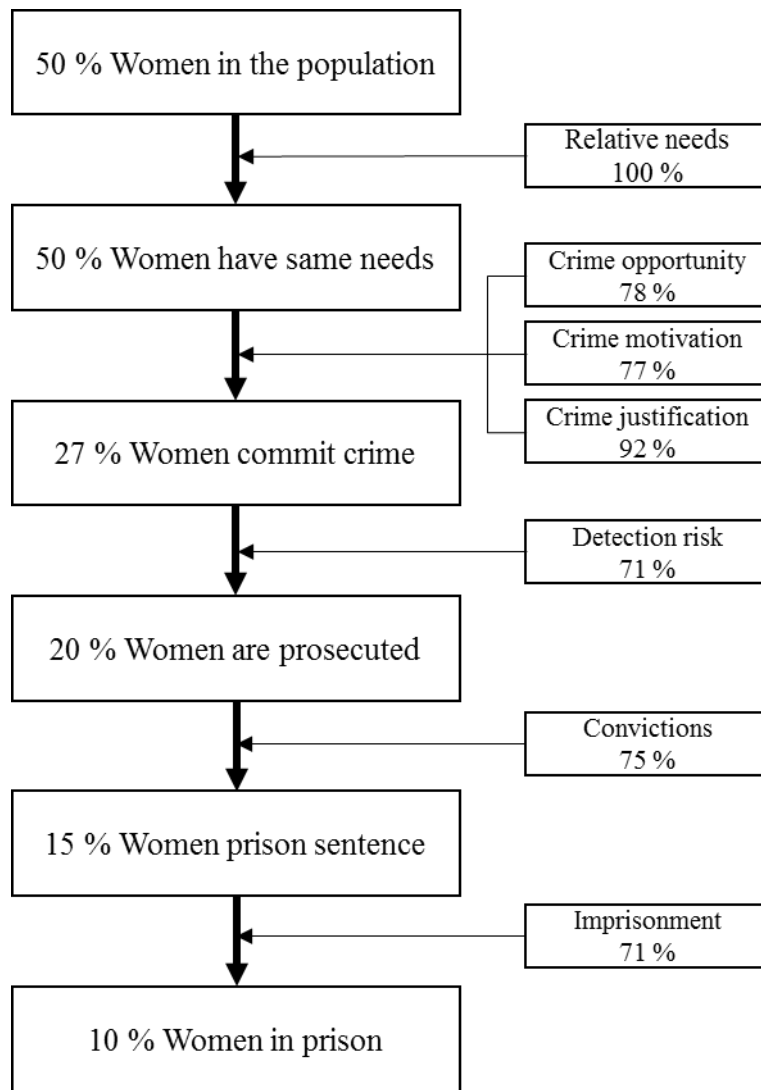 50 % Women in the population
Relative needs
100 %
50 % Women have same needs
Crime opportunity
78 %
Crime motivation
77 %
Crime justification
92 %
27 % Women commit crime
Detection risk
71 %
20 % Women are prosecuted
Convictions
75 %
15 % Women prison sentence
Imprisonment
71 %
10 % Women in prison